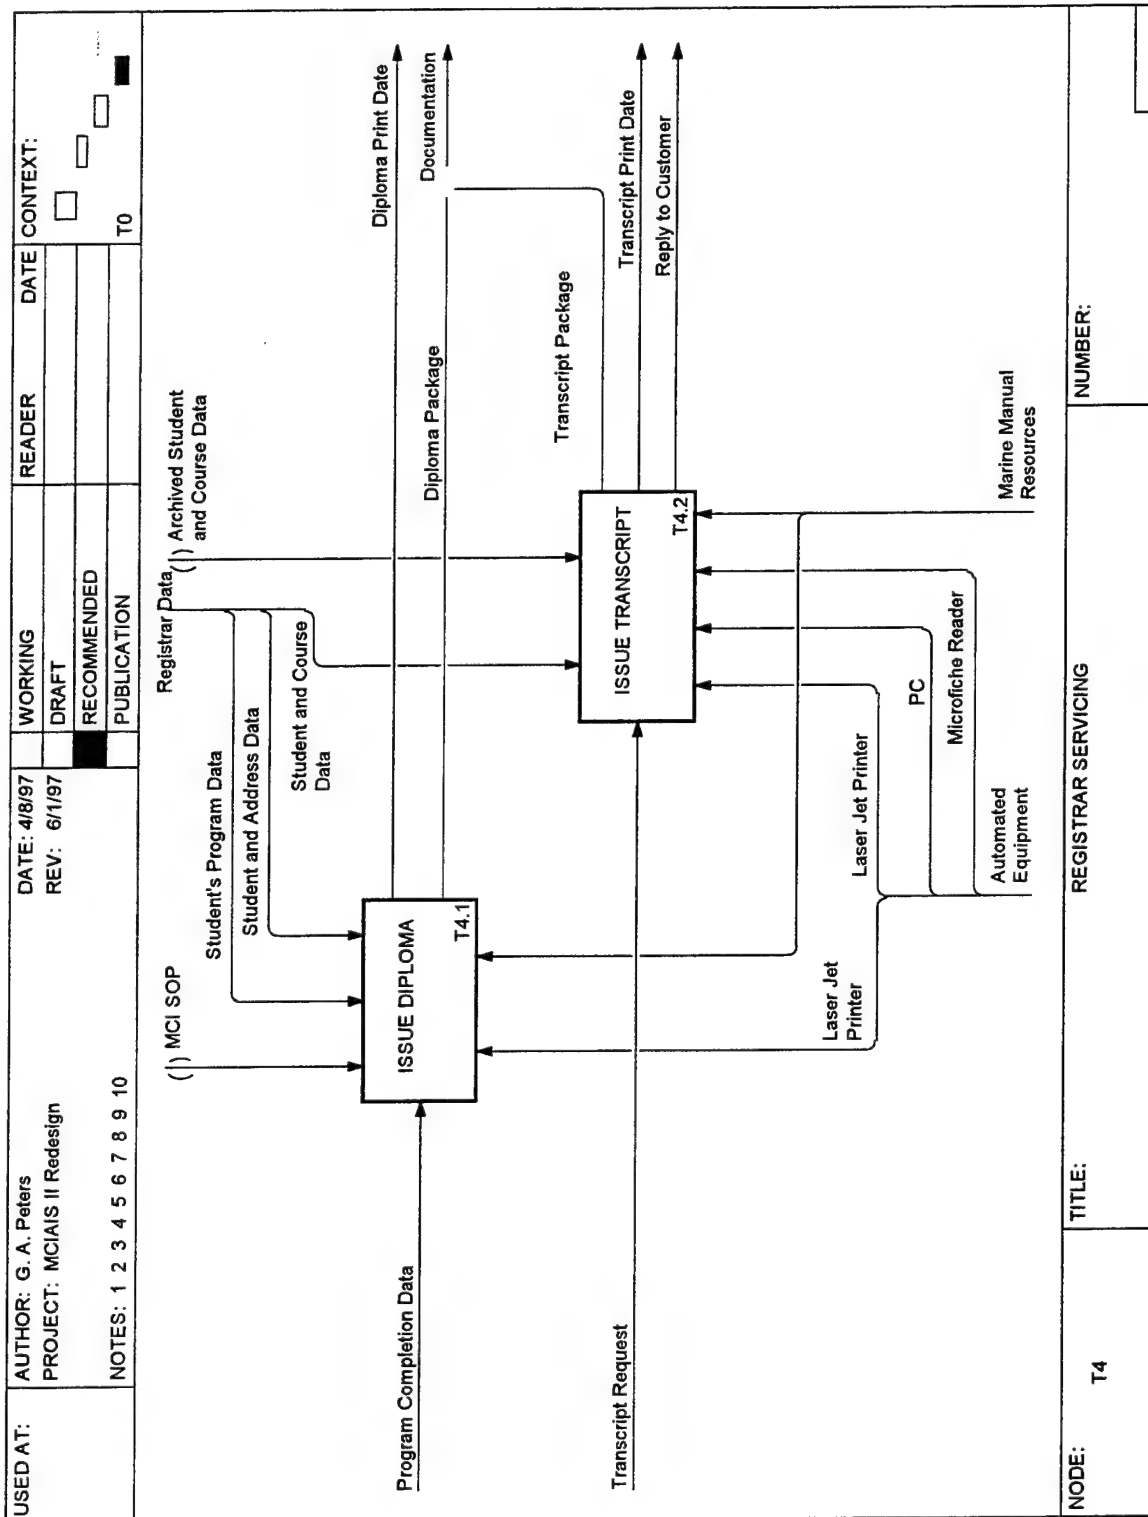 USED AT:
AUTHOR: G. A. Peters
PROJECT: MCIAIS II Redesign
NOTES: 1 2 3 4 5 6 7 8 9 10
DATE: 4/8/97
REV: 6/1/97
WORKING
DRAFT
RECOMMENDED
PUBLICATION
READER
DATE
CONTEXT:
T0
MCI SOP
Registrar Data
Archived Student
and Course Data
Student's Program Data
Student and Address Data
Student and Course
Data
Diploma Print Date
Documentation
Diploma Package
Program Completion Data
ISSUE DIPLOMA
T4.1
Transcript Package
Transcript Print Date
Reply to Customer
Transcript Request
ISSUE TRANSCRIPT
T4.2
Laser Jet
Printer
Laser Jet Printer
PC
Microfiche Reader
Automated
Equipment
Marine Manual
Resources
NODE:
T4
TITLE:
REGISTRAR SERVICING
NUMBER: